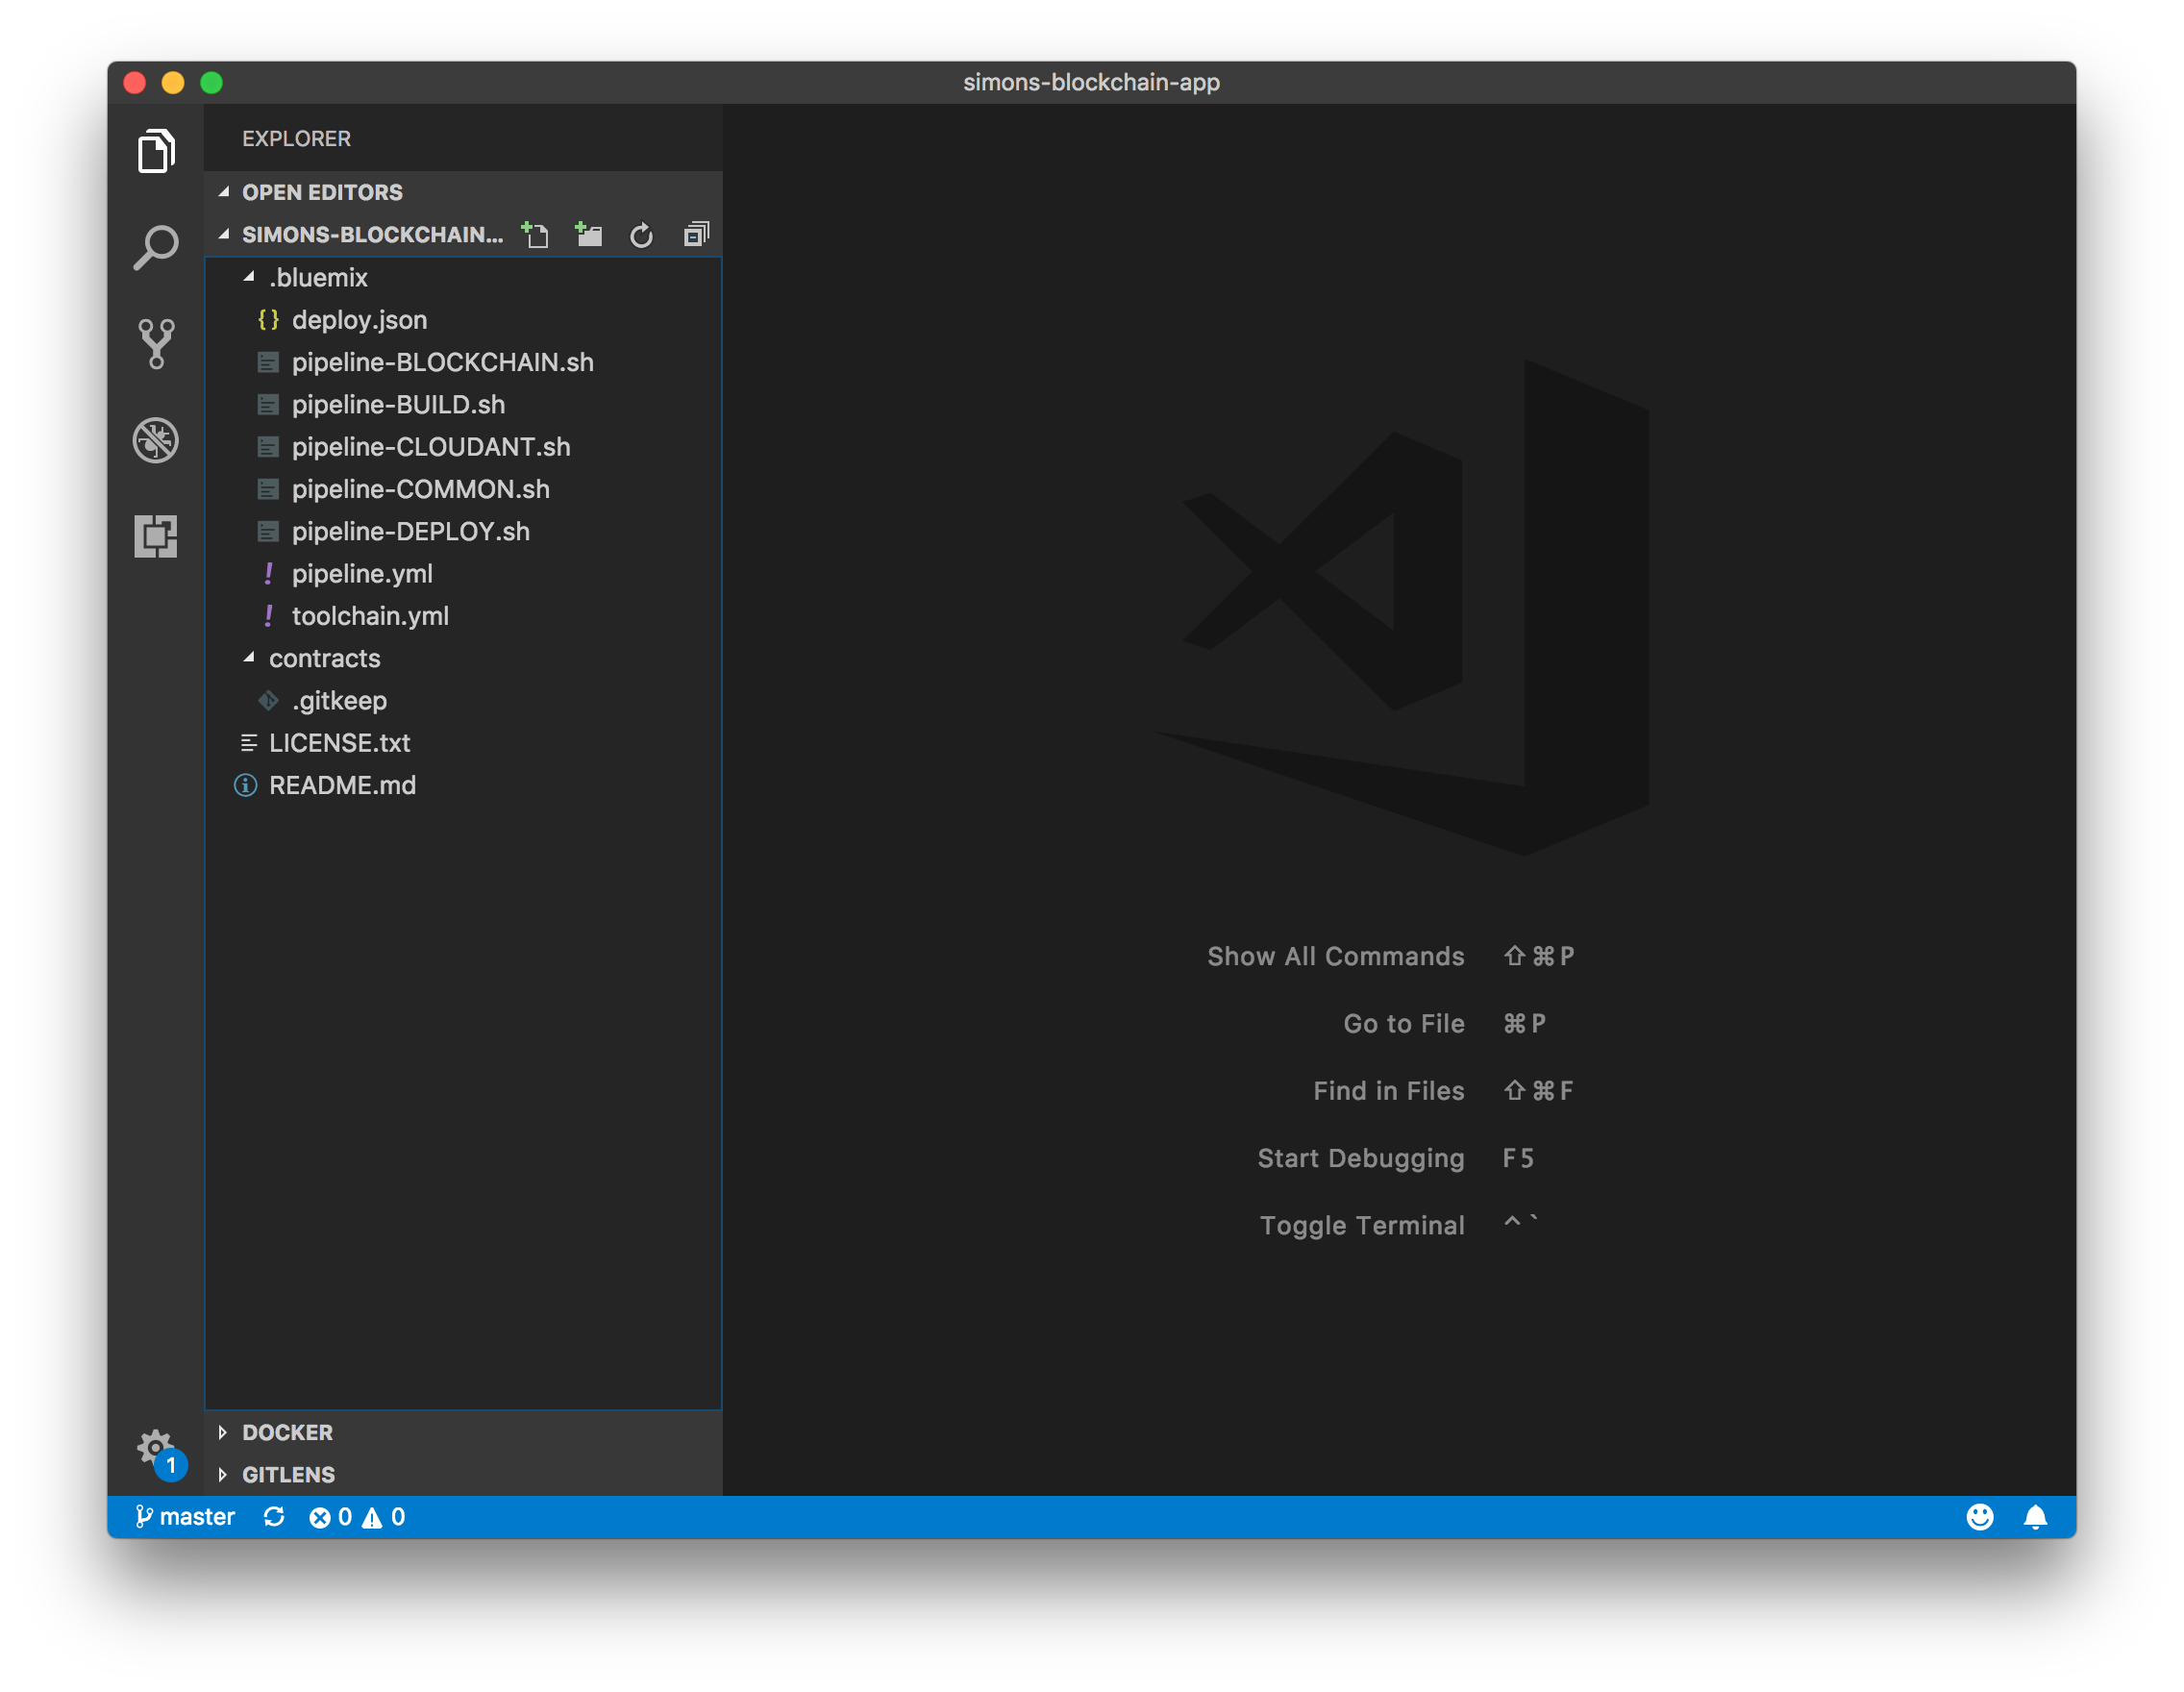 simons-blockchain-app
EXPLORER
OPEN EDITORS
SIMONS-BLOCKCHAIN...
.bluemix
{ } deploy.json
pipeline-BLOCKCHAIN.sh
pipeline-BUILD.sh
pipeline-CLOUDANT.sh
pipeline-COMMON.sh
pipeline-DEPLOY.sh
! pipeline.yml
! toolchain.yml
contracts
.gitkeep
LICENSE.txt
README.md
Show All Commands ⇧⌘P
Go to File ⌘P
Find in Files ⇧⌘F
Start Debugging F5
Toggle Terminal ^`
DOCKER
1
GITLENS
master 0 0